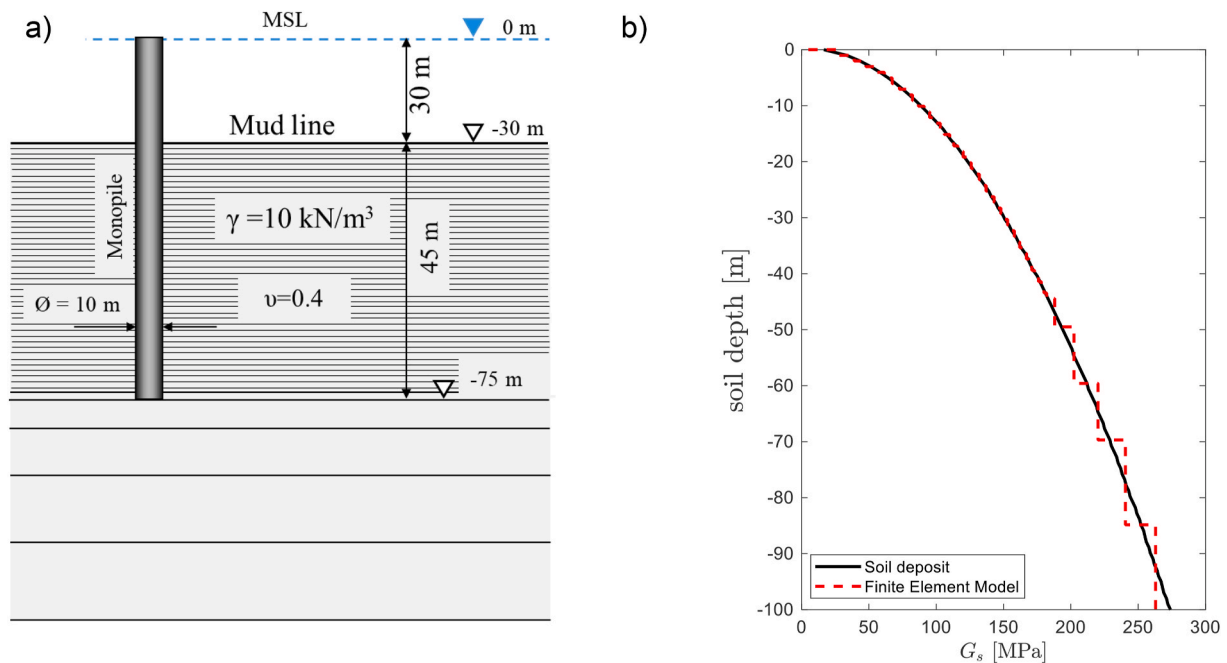 a)
MSL
0 m
30 m
Mud line
-30 m
Monopile
γ =10 kN/m³
45 m
Ø = 10 m
υ=0.4
-75 m
b)
0
-10
-20
-30
-40
-50
-60
-70
-80
-90
-100
soil depth [m]
Soil deposit
Finite Element Model
0 50 100 150 200 250 300
Gₛ [MPa]